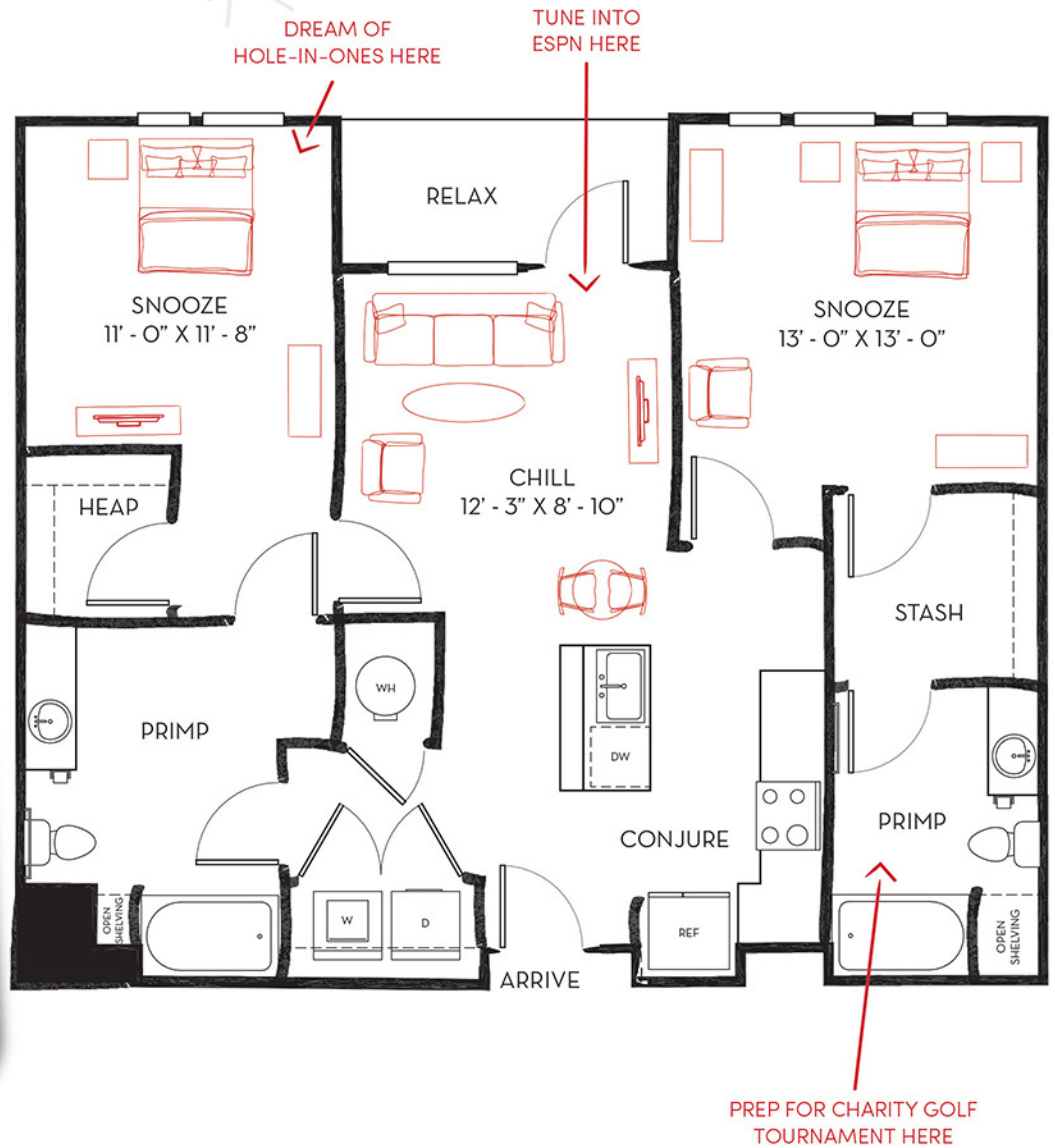 DREAM OF
HOLE-IN-ONES HERE
TUNE INTO
ESPN HERE
RELAX
SNOOZE
11' - 0” X 11' - 8”
SNOOZE
13' - 0” X 13' - 0”
CHILL
12' - 3” X 8' - 10”
HEAP
STASH
WH
PRIMP
DW
PRIMP
CONJURE
OPEN
SHELVING
W
D
REF
OPEN
SHELVING
ARRIVE
PREP FOR CHARITY GOLF
TOURNAMENT HERE